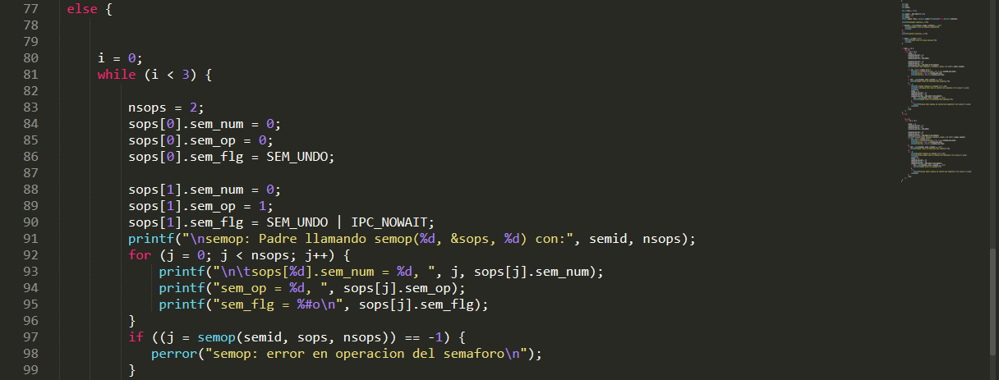 77 else {
78
79
80 i = 0;
81 while (i < 3) {
82
83 nsops = 2;
84 sops[0].sem_num = 0;
85 sops[0].sem_op = 0;
86 sops[0].sem_flg = SEM_UNDO;
87
88 sops[1].sem_num = 0;
89 sops[1].sem_op = 1;
90 sops[1].sem_flg = SEM_UNDO | IPC_NOWAIT;
91 printf("\nsemop: Padre llamando semop(%d, &sops, %d) con:", semid, nsops);
92 for (j = 0; j < nsops; j++) {
93 printf("\n\tsops[%d].sem_num = %d, ", j, sops[j].sem_num);
94 printf("sem_op = %d, ", sops[j].sem_op);
95 printf("sem_flg = %#o\n", sops[j].sem_flg);
96 }
97 if ((j = semop(semid, sops, nsops)) == -1) {
98 perror("semop: error en operacion del semaforo\n");
99 }